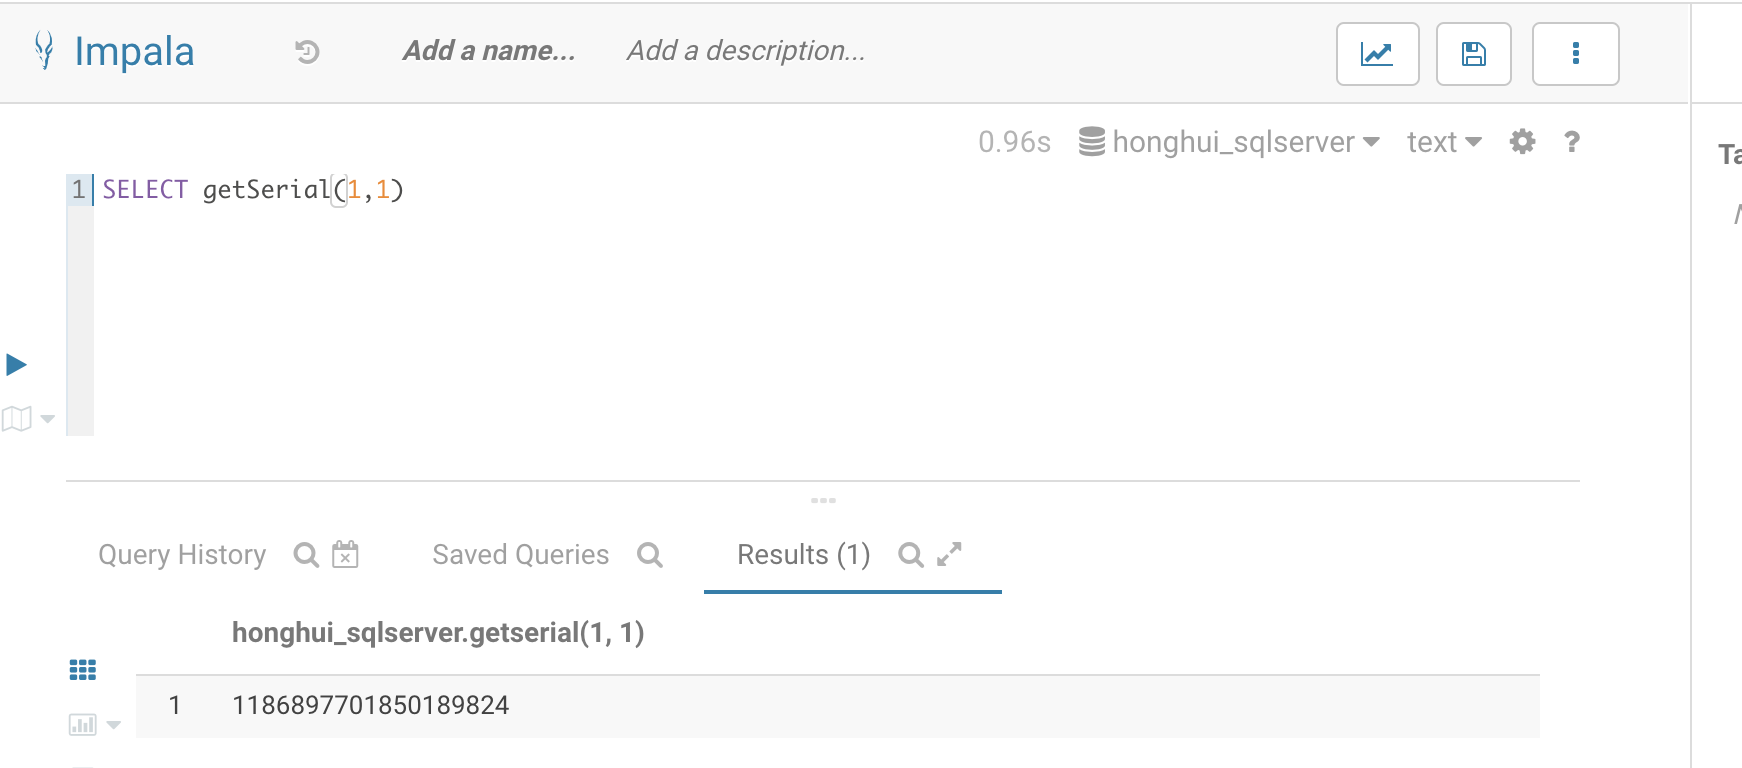 Impala Add a name... Add a description...
0.96s honghui_sqlserver text ?
Ta
1 SELECT getSerial(1,1)
Query History Saved Queries Results (1)
honghui_sqlserver.getserial(1, 1)
1 1186897701850189824